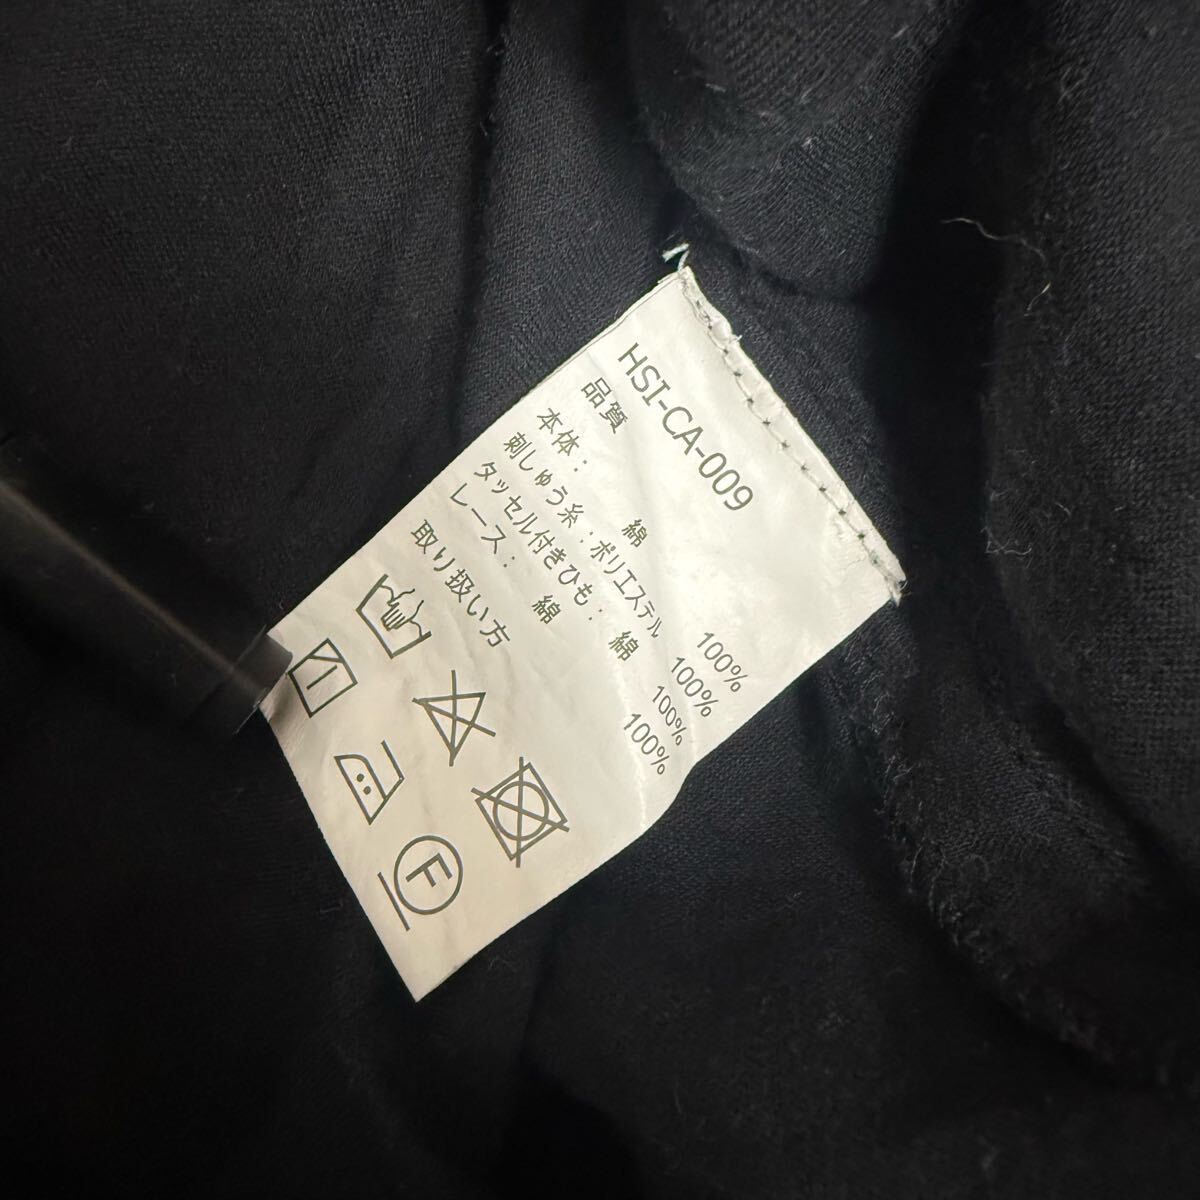 HSI-CA-009
品質
本体: 綿 100%
刺しゅう糸:ポリエステル 100%
タッセル付きひも: 綿 100%
レース: 綿 100%
取り扱い方
F